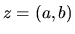 z = (a, b)